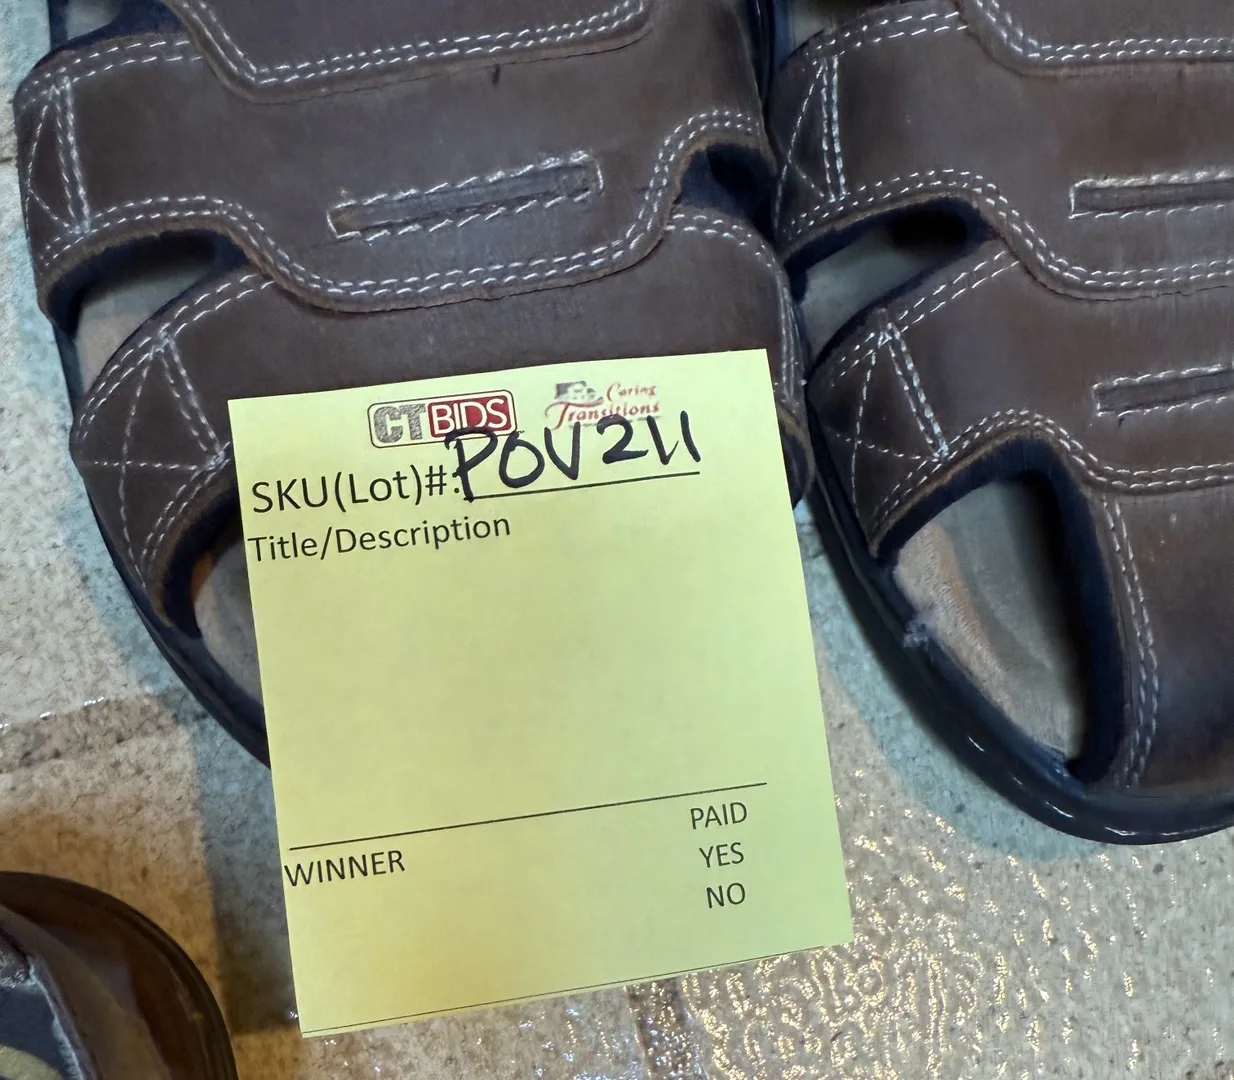 CTBIDS
Caring
Transitions
SKU(Lot)#: POV211
Title/Description
PAID
WINNER
YES
NO